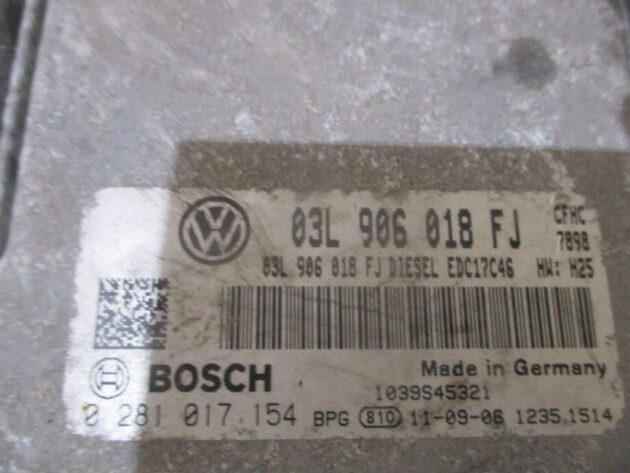 03L 906 018 FJ CFHC
7898
03L 906 018 FJ DIESEL EDC17C46 HW: H25
BOSCH Made in Germany
1039S45321
0 281 017 154 BPG 810 11-09-06 1235.1514